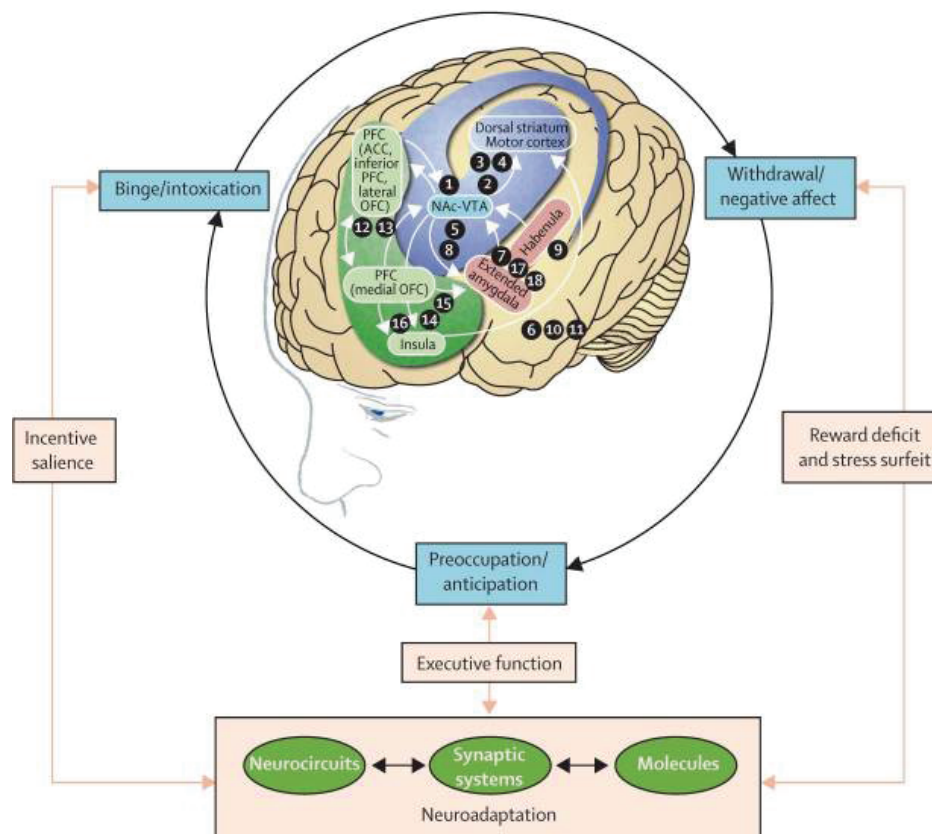 PFC
(ACC,
inferior
PFC,
lateral
OFC)
12 13
Dorsal striatum
Motor cortex
3 4
1 2
NAc-VTA
5
8
Habenula
9
7
17
18
Extended
amygdala
PFC
(medial OFC)
15
16 14
Insula
6 10 11
Binge/intoxication
Withdrawal/
negative affect
Incentive
salience
Reward deficit
and stress surfeit
Preoccupation/
anticipation
Executive function
Neurocircuits
Synaptic
systems
Molecules
Neuroadaptation